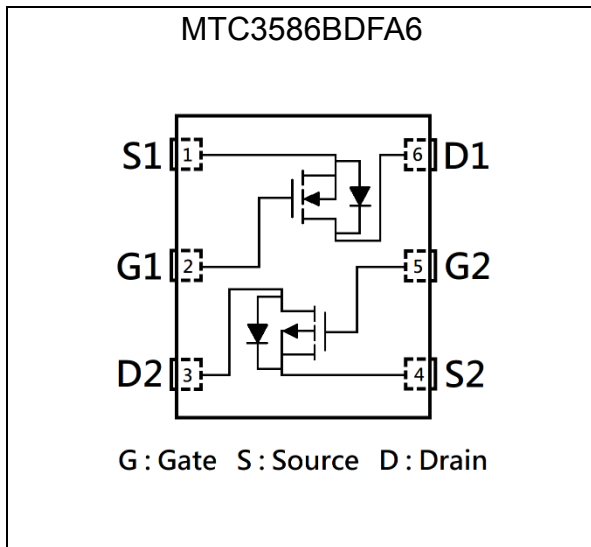 MTC3586BDFA6
S1 1 6 D1
G1 2 5 G2
D2 3 4 S2
G : Gate S : Source D : Drain